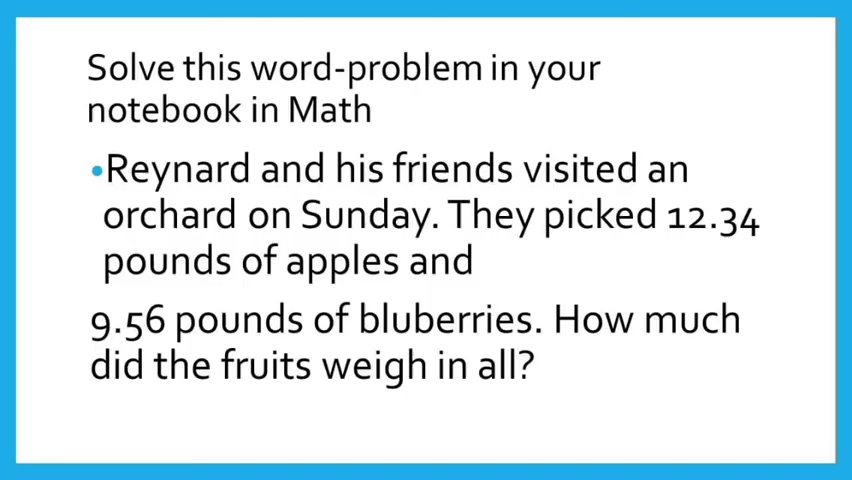 Solve this word-problem in your
notebook in Math
•Reynard and his friends visited an
orchard on Sunday. They picked 12.34
pounds of apples and
9.56 pounds of bluberries. How much
did the fruits weigh in all?